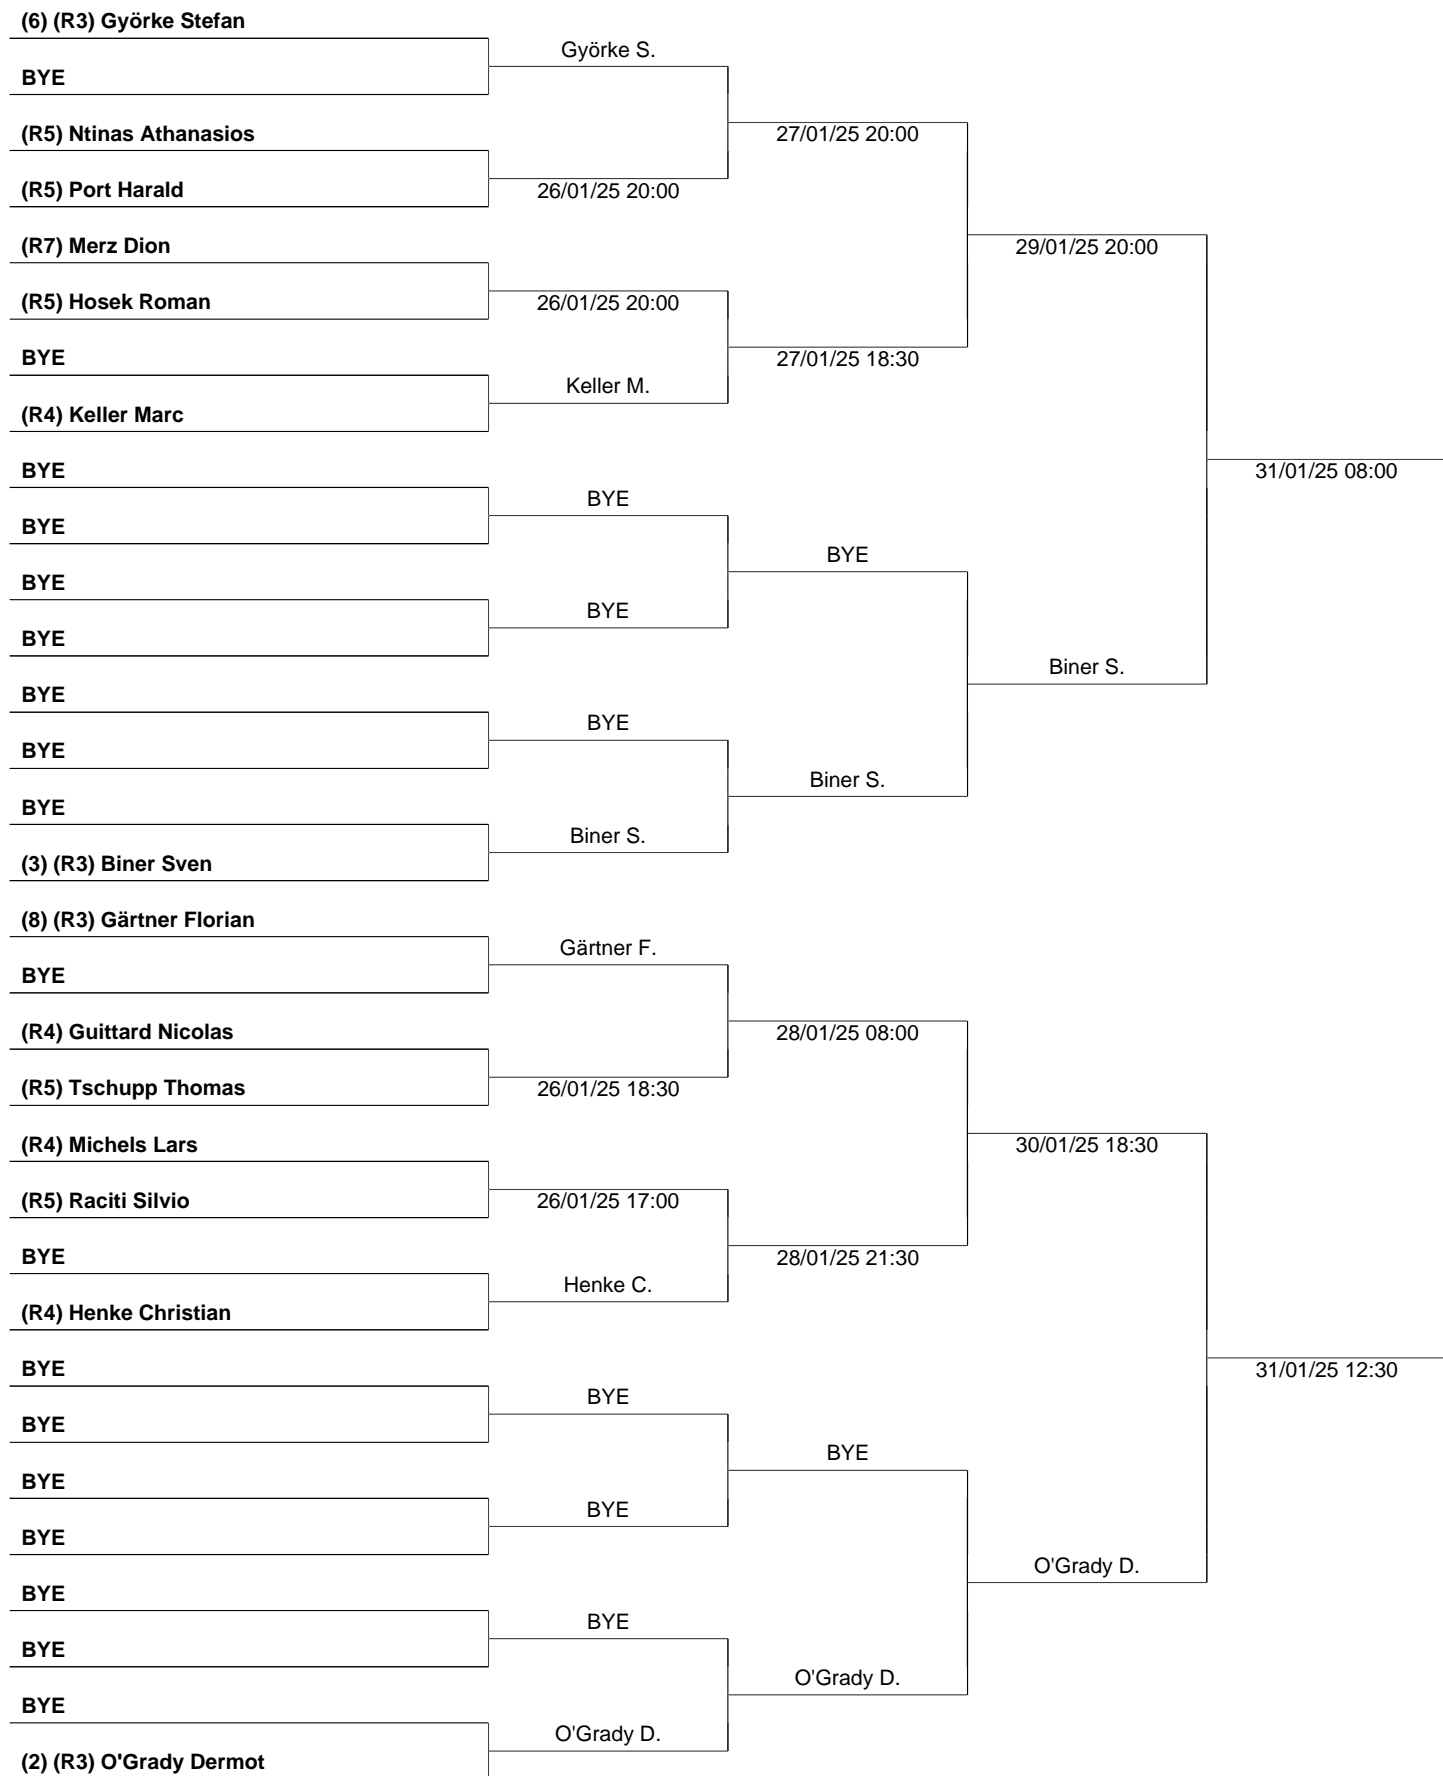 (6) (R3) Györke Stefan
Györke S.
BYE
(R5) Ntinas Athanasios
27/01/25 20:00
(R5) Port Harald
26/01/25 20:00
(R7) Merz Dion
29/01/25 20:00
(R5) Hosek Roman
26/01/25 20:00
BYE
27/01/25 18:30
Keller M.
(R4) Keller Marc
BYE
31/01/25 08:00
BYE
BYE
BYE
BYE
BYE
BYE
Biner S.
BYE
BYE
BYE
Biner S.
BYE
Biner S.
(3) (R3) Biner Sven
(8) (R3) Gärtner Florian
Gärtner F.
BYE
(R4) Guittard Nicolas
28/01/25 08:00
(R5) Tschupp Thomas
26/01/25 18:30
(R4) Michels Lars
30/01/25 18:30
(R5) Raciti Silvio
26/01/25 17:00
BYE
28/01/25 21:30
Henke C.
(R4) Henke Christian
BYE
31/01/25 12:30
BYE
BYE
BYE
BYE
BYE
BYE
O'Grady D.
BYE
BYE
BYE
O'Grady D.
BYE
O'Grady D.
(2) (R3) O'Grady Dermot